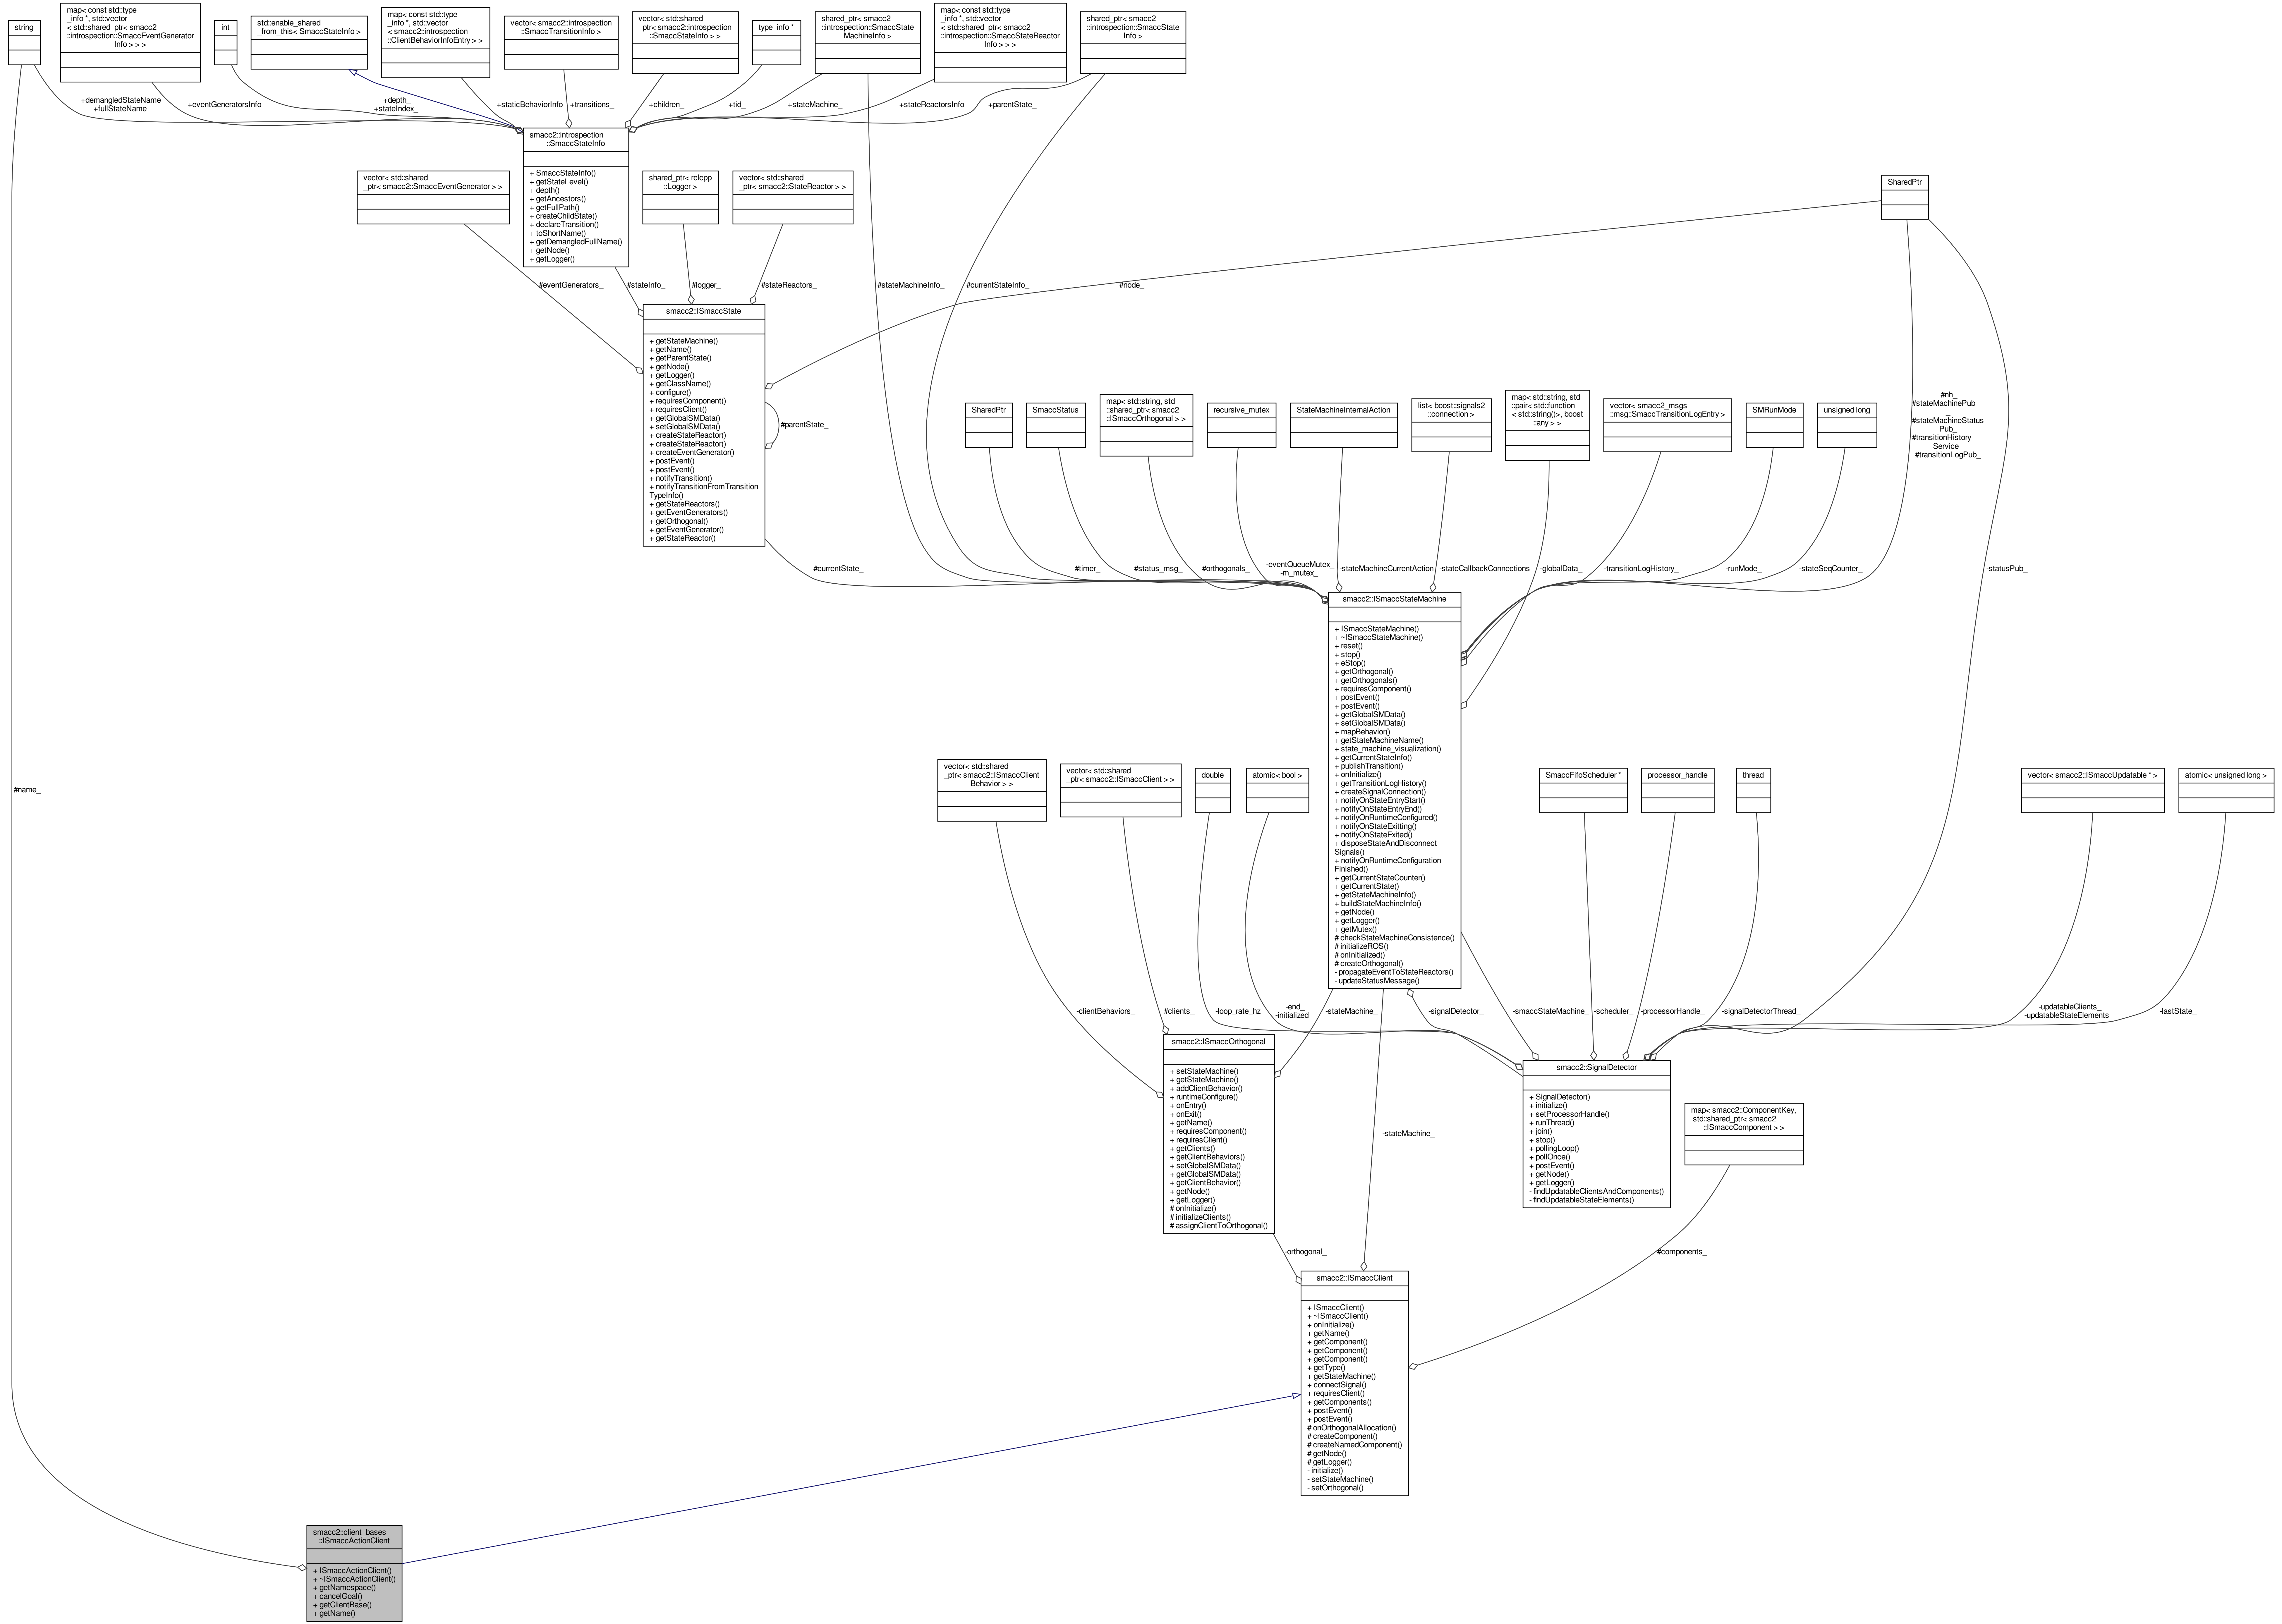 string
map< const std::type
_info *, std::vector
< std::shared_ptr< smacc2
::introspection::SmaccEventGenerator
Info > > >
int
std::enable_shared
_from_this< SmaccStateInfo >
map< const std::type
_info *, std::vector
< smacc2::introspection
::ClientBehaviorInfoEntry > >
vector< smacc2::introspection
::SmaccTransitionInfo >
vector< std::shared
_ptr< smacc2::introspection
::SmaccStateInfo > >
type_info *
shared_ptr< smacc2
::introspection::SmaccState
MachineInfo >
map< const std::type
_info *, std::vector
< std::shared_ptr< smacc2
::introspection::SmaccStateReactor
Info > > >
shared_ptr< smacc2
::introspection::SmaccState
Info >
+demangledStateName
+fullStateName
+eventGeneratorsInfo
+depth_
+stateIndex_
+staticBehaviorInfo
+transitions_
+children_
+tid_
+stateMachine_
+stateReactorsInfo
+parentState_
smacc2::introspection
::SmaccStateInfo
+ SmaccStateInfo()
+ getStateLevel()
+ depth()
+ getAncestors()
+ getFullPath()
+ createChildState()
+ declareTransition()
+ toShortName()
+ getDemangledFullName()
+ getNode()
+ getLogger()
vector< std::shared
_ptr< smacc2::SmaccEventGenerator > >
shared_ptr< rclcpp
::Logger >
vector< std::shared
_ptr< smacc2::StateReactor > >
SharedPtr
#eventGenerators_
#stateInfo_
#logger_
#stateReactors_
#stateMachineInfo_
#currentStateInfo_
#node_
smacc2::ISmaccState
+ getStateMachine()
+ getName()
+ getParentState()
+ getNode()
+ getLogger()
+ getClassName()
+ configure()
+ requiresComponent()
+ requiresClient()
+ getGlobalSMData()
+ setGlobalSMData()
+ createStateReactor()
+ createStateReactor()
+ createEventGenerator()
+ postEvent()
+ postEvent()
+ notifyTransition()
+ notifyTransitionFromTransition
TypeInfo()
+ getStateReactors()
+ getEventGenerators()
+ getOrthogonal()
+ getEventGenerator()
+ getStateReactor()
#parentState_
SharedPtr
SmaccStatus
map< std::string, std
::shared_ptr< smacc2
::ISmaccOrthogonal > >
recursive_mutex
StateMachineInternalAction
list< boost::signals2
::connection >
map< std::string, std
::pair< std::function
< std::string()>, boost
::any > >
vector< smacc2_msgs
::msg::SmaccTransitionLogEntry >
SMRunMode
unsigned long
#nh_
#stateMachinePub
_
#stateMachineStatus
Pub_
#transitionHistory
Service_
#transitionLogPub_
#currentState_
#timer_
#status_msg_
#orthogonals_
-eventQueueMutex_
-m_mutex_
-stateMachineCurrentAction
-stateCallbackConnections
-globalData_
-transitionLogHistory_
-runMode_
-stateSeqCounter_
-statusPub_
smacc2::ISmaccStateMachine
+ ISmaccStateMachine()
+ ~ISmaccStateMachine()
+ reset()
+ stop()
+ eStop()
+ getOrthogonal()
+ getOrthogonals()
+ requiresComponent()
+ postEvent()
+ postEvent()
+ getGlobalSMData()
+ setGlobalSMData()
+ mapBehavior()
+ getStateMachineName()
+ state_machine_visualization()
+ getCurrentStateInfo()
+ publishTransition()
+ onInitialize()
+ getTransitionLogHistory()
+ createSignalConnection()
+ notifyOnStateEntryStart()
+ notifyOnStateEntryEnd()
+ notifyOnRuntimeConfigured()
+ notifyOnStateExitting()
+ notifyOnStateExited()
+ disposeStateAndDisconnect
Signals()
+ notifyOnRuntimeConfiguration
Finished()
+ getCurrentStateCounter()
+ getCurrentState()
+ getStateMachineInfo()
+ buildStateMachineInfo()
+ getNode()
+ getLogger()
+ getMutex()
# checkStateMachineConsistence()
# initializeROS()
# onInitialized()
# createOrthogonal()
- propagateEventToStateReactors()
- updateStatusMessage()
#name_
vector< std::shared
_ptr< smacc2::ISmaccClient
Behavior > >
vector< std::shared
_ptr< smacc2::ISmaccClient > >
double
atomic< bool >
SmaccFifoScheduler *
processor_handle
thread
vector< smacc2::ISmaccUpdatable * >
atomic< unsigned long >
-clientBehaviors_
#clients_
-loop_rate_hz
-end_
-initialized_
-stateMachine_
-signalDetector_
-smaccStateMachine_
-scheduler_
-processorHandle_
-signalDetectorThread_
-updatableClients_
-updatableStateElements_
-lastState_
smacc2::ISmaccOrthogonal
+ setStateMachine()
+ getStateMachine()
+ addClientBehavior()
+ runtimeConfigure()
+ onEntry()
+ onExit()
+ getName()
+ requiresComponent()
+ requiresClient()
+ getClients()
+ getClientBehaviors()
+ setGlobalSMData()
+ getGlobalSMData()
+ getClientBehavior()
+ getNode()
+ getLogger()
# onInitialize()
# initializeClients()
# assignClientToOrthogonal()
smacc2::SignalDetector
+ SignalDetector()
+ initialize()
+ setProcessorHandle()
+ runThread()
+ join()
+ stop()
+ pollingLoop()
+ pollOnce()
+ postEvent()
+ getNode()
+ getLogger()
- findUpdatableClientsAndComponents()
- findUpdatableStateElements()
map< smacc2::ComponentKey,
std::shared_ptr< smacc2
::ISmaccComponent > >
-stateMachine_
-orthogonal_
#components_
smacc2::ISmaccClient
+ ISmaccClient()
+ ~ISmaccClient()
+ onInitialize()
+ getName()
+ getComponent()
+ getComponent()
+ getComponent()
+ getType()
+ getStateMachine()
+ connectSignal()
+ requiresClient()
+ getComponents()
+ postEvent()
+ postEvent()
# onOrthogonalAllocation()
# createComponent()
# createNamedComponent()
# getNode()
# getLogger()
- initialize()
- setStateMachine()
- setOrthogonal()
smacc2::client_bases
::ISmaccActionClient
+ ISmaccActionClient()
+ ~ISmaccActionClient()
+ getNamespace()
+ cancelGoal()
+ getClientBase()
+ getName()